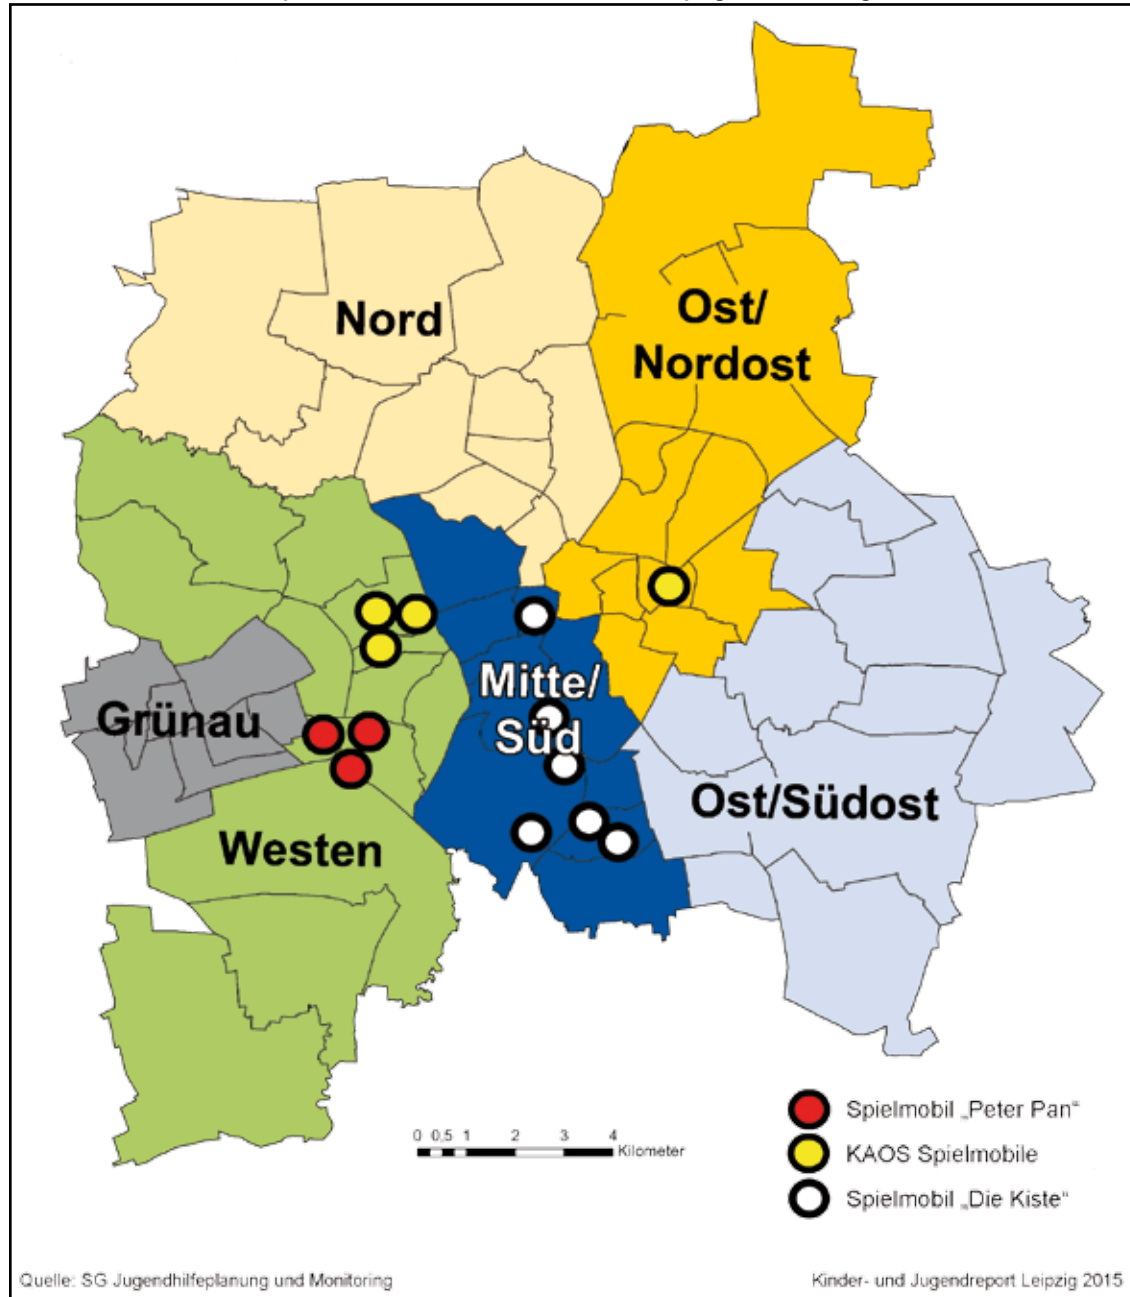 Nord
Ost/
Nordost
Mitte/
Süd
Grünau
Ost/Südost
Westen
Spielmobil „Peter Pan“
KAOS Spielmobile
Spielmobil „Die Kiste“
0 0,5 1 2 3 4
Kilometer
Quelle: SG Jugendhilfeplanung und Monitoring
Kinder- und Jugendreport Leipzig 2015